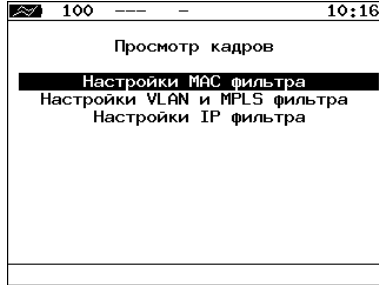 100 --- – 10:16
Просмотр кадров
Настройки MAC фильтра
Настройки VLAN и MPLS фильтра
Настройки IP фильтра